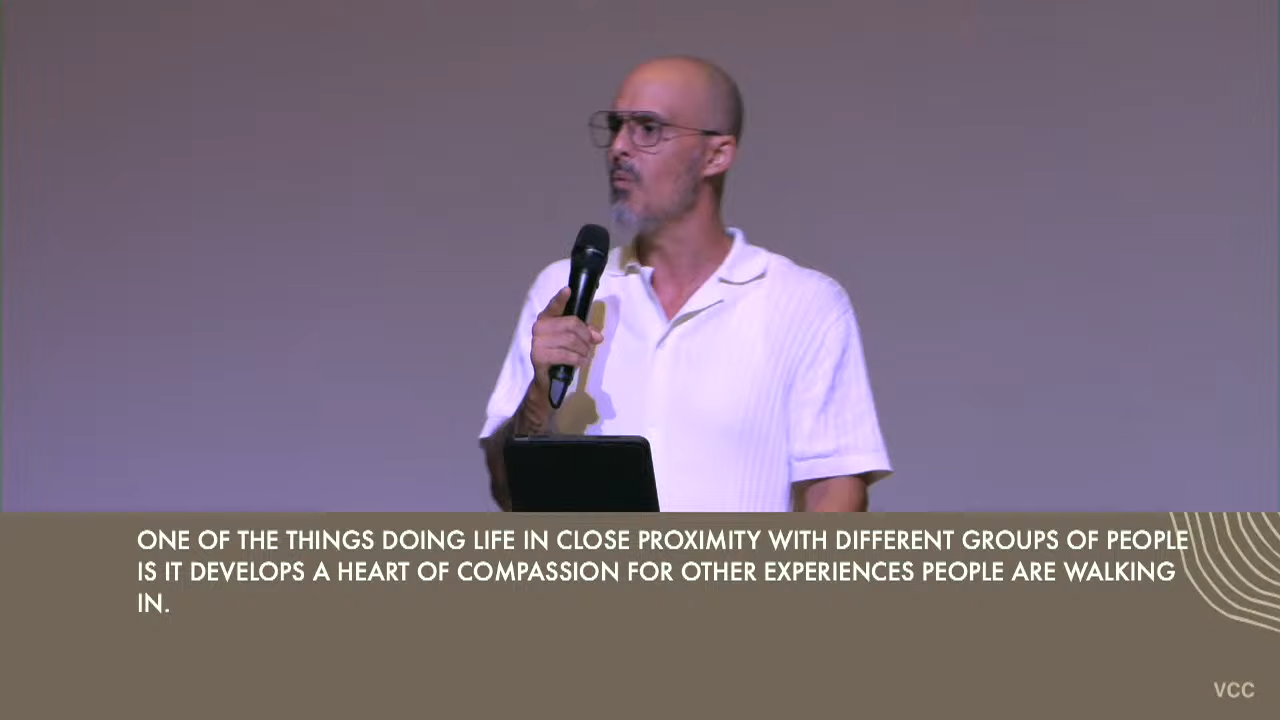 ONE OF THE THINGS DOING LIFE IN CLOSE PROXIMITY WITH DIFFERENT GROUPS OF PEOPLE
IS IT DEVELOPS A HEART OF COMPASSION FOR OTHER EXPERIENCES PEOPLE ARE WALKING
IN.
VCC